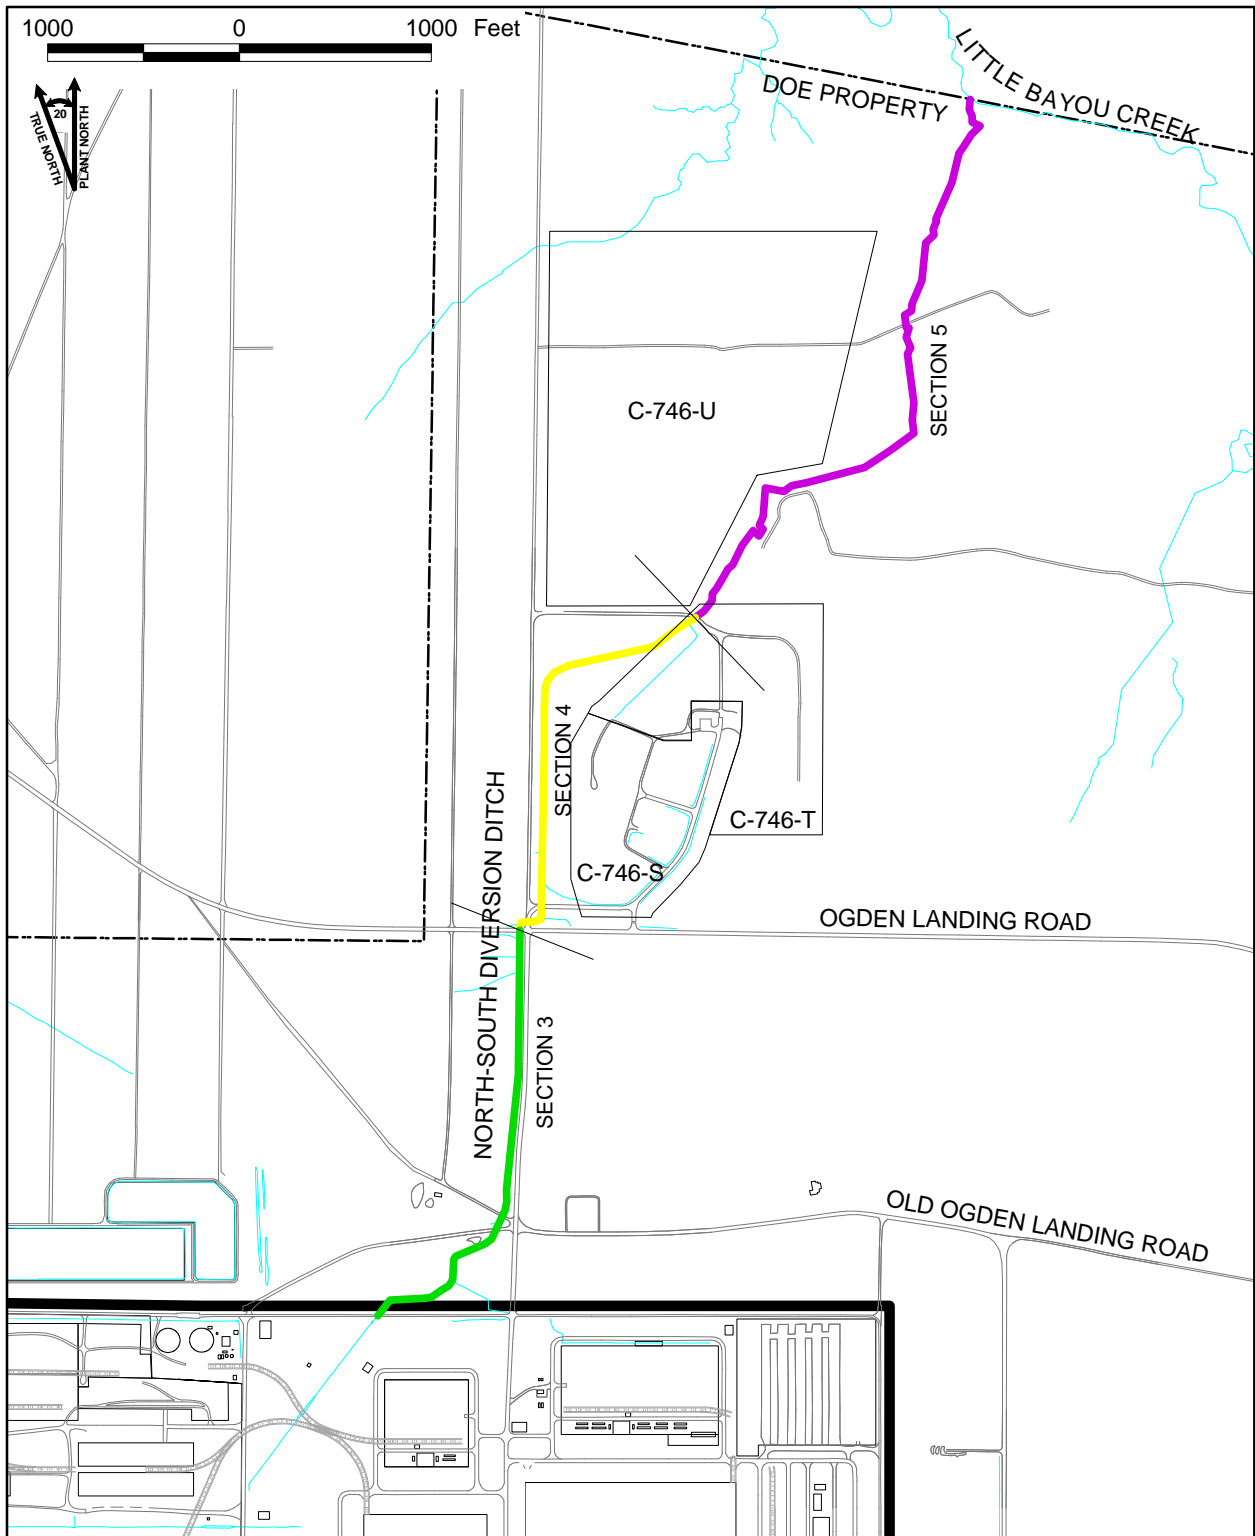 1000 0 1000 Feet
20
TRUE NORTH
PLANT NORTH
LITTLE BAYOU CREEK
DOE PROPERTY
SECTION 5
C-746-U
SECTION 4
C-746-T
C-746-S
NORTH-SOUTH DIVERSION DITCH
OGDEN LANDING ROAD
SECTION 3
OLD OGDEN LANDING ROAD